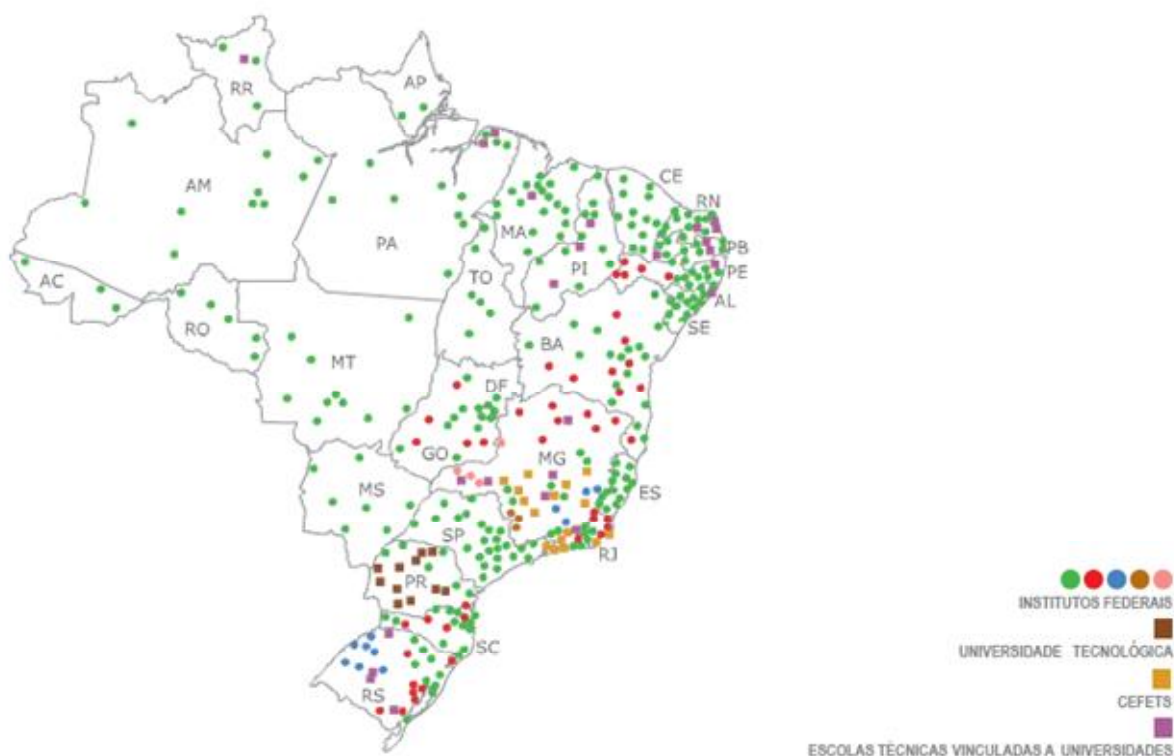 RR
AP
AM
PA
MA
CE
RN
PB
PE
AL
SE
PI
TO
AC
RO
MT
BA
DF
GO
MG
ES
MS
SP
RJ
PR
SC
RS
INSTITUTOS FEDERAIS
UNIVERSIDADE TECNOLÓGICA
CEFETS
ESCOLAS TÉCNICAS VINCULADAS A UNIVERSIDADES